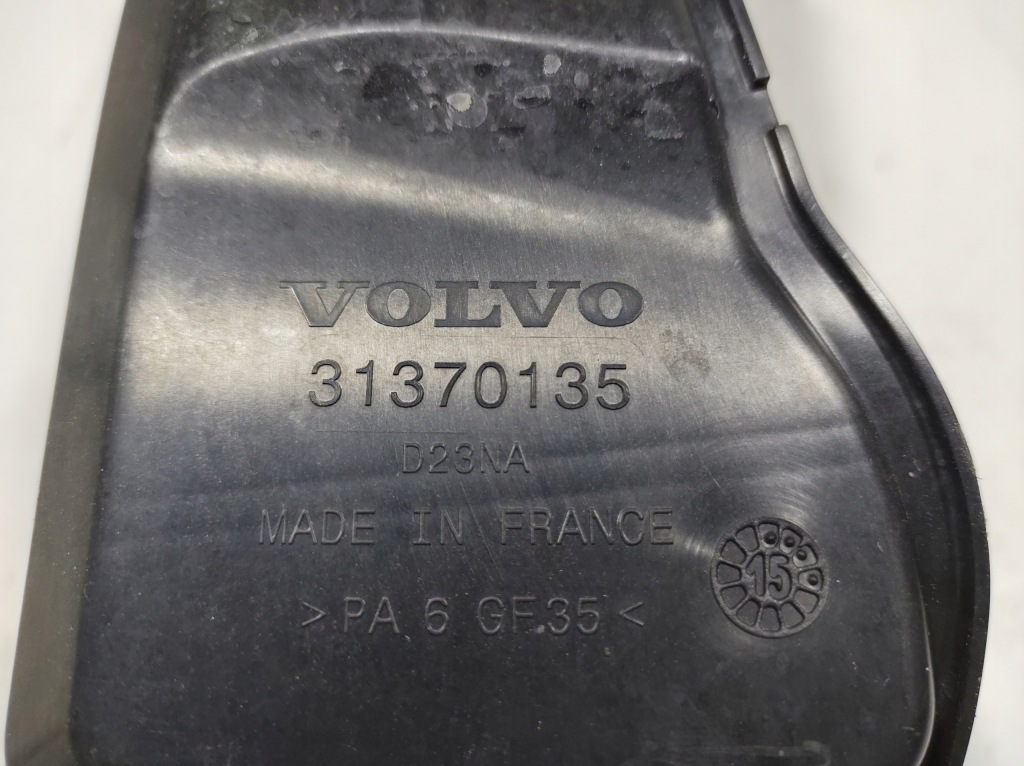 VOLVO
31370135
D23NA
MADE IN FRANCE
15
>PA 6 GF35<